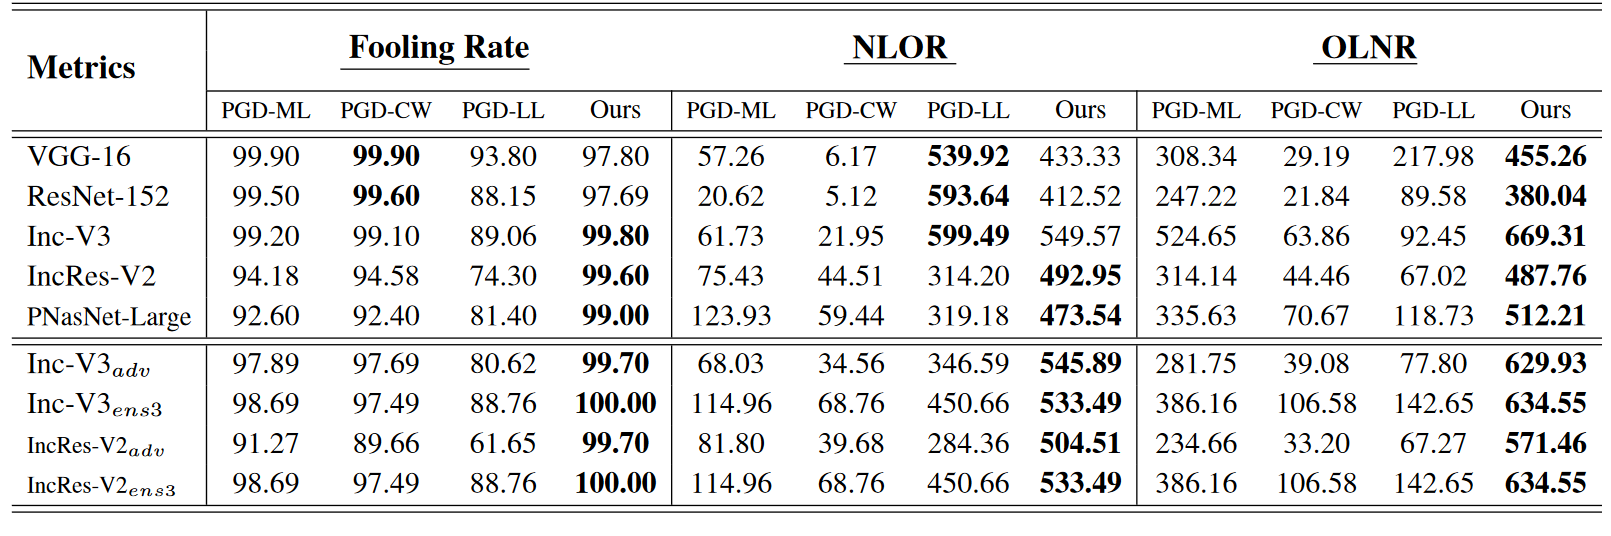 Metrics Fooling Rate NLOR OLNR
PGD-ML PGD-CW PGD-LL Ours PGD-ML PGD-CW PGD-LL Ours PGD-ML PGD-CW PGD-LL Ours
VGG-16 99.90 99.90 93.80 97.80 57.26 6.17 539.92 433.33 308.34 29.19 217.98 455.26
ResNet-152 99.50 99.60 88.15 97.69 20.62 5.12 593.64 412.52 247.22 21.84 89.58 380.04
Inc-V3 99.20 99.10 89.06 99.80 61.73 21.95 599.49 549.57 524.65 63.86 92.45 669.31
IncRes-V2 94.18 94.58 74.30 99.60 75.43 44.51 314.20 492.95 314.14 44.46 67.02 487.76
PNasNet-Large 92.60 92.40 81.40 99.00 123.93 59.44 319.18 473.54 335.63 70.67 118.73 512.21
Inc-V3adv 97.89 97.69 80.62 99.70 68.03 34.56 346.59 545.89 281.75 39.08 77.80 629.93
Inc-V3ens3 98.69 97.49 88.76 100.00 114.96 68.76 450.66 533.49 386.16 106.58 142.65 634.55
IncRes-V2adv 91.27 89.66 61.65 99.70 81.80 39.68 284.36 504.51 234.66 33.20 67.27 571.46
IncRes-V2ens3 98.69 97.49 88.76 100.00 114.96 68.76 450.66 533.49 386.16 106.58 142.65 634.55